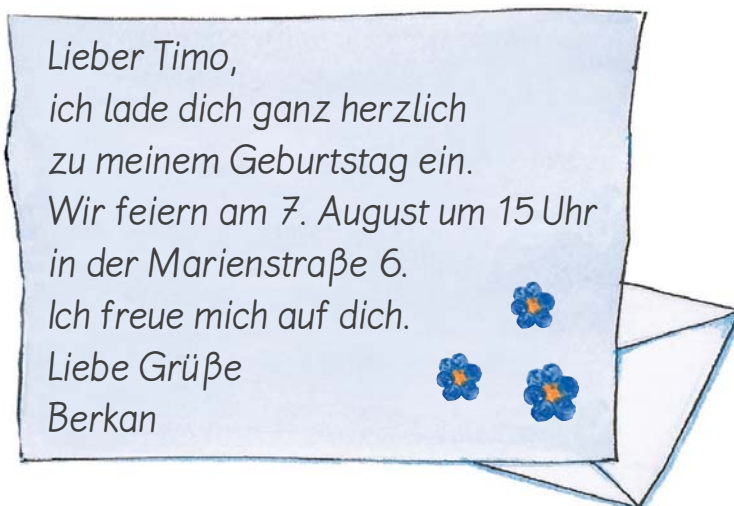 Lieber Timo,
ich lade dich ganz herzlich
zu meinem Geburtstag ein.
Wir feiern am 7. August um 15 Uhr
in der Marienstraße 6.
Ich freue mich auf dich.
Liebe Grüße
Berkan